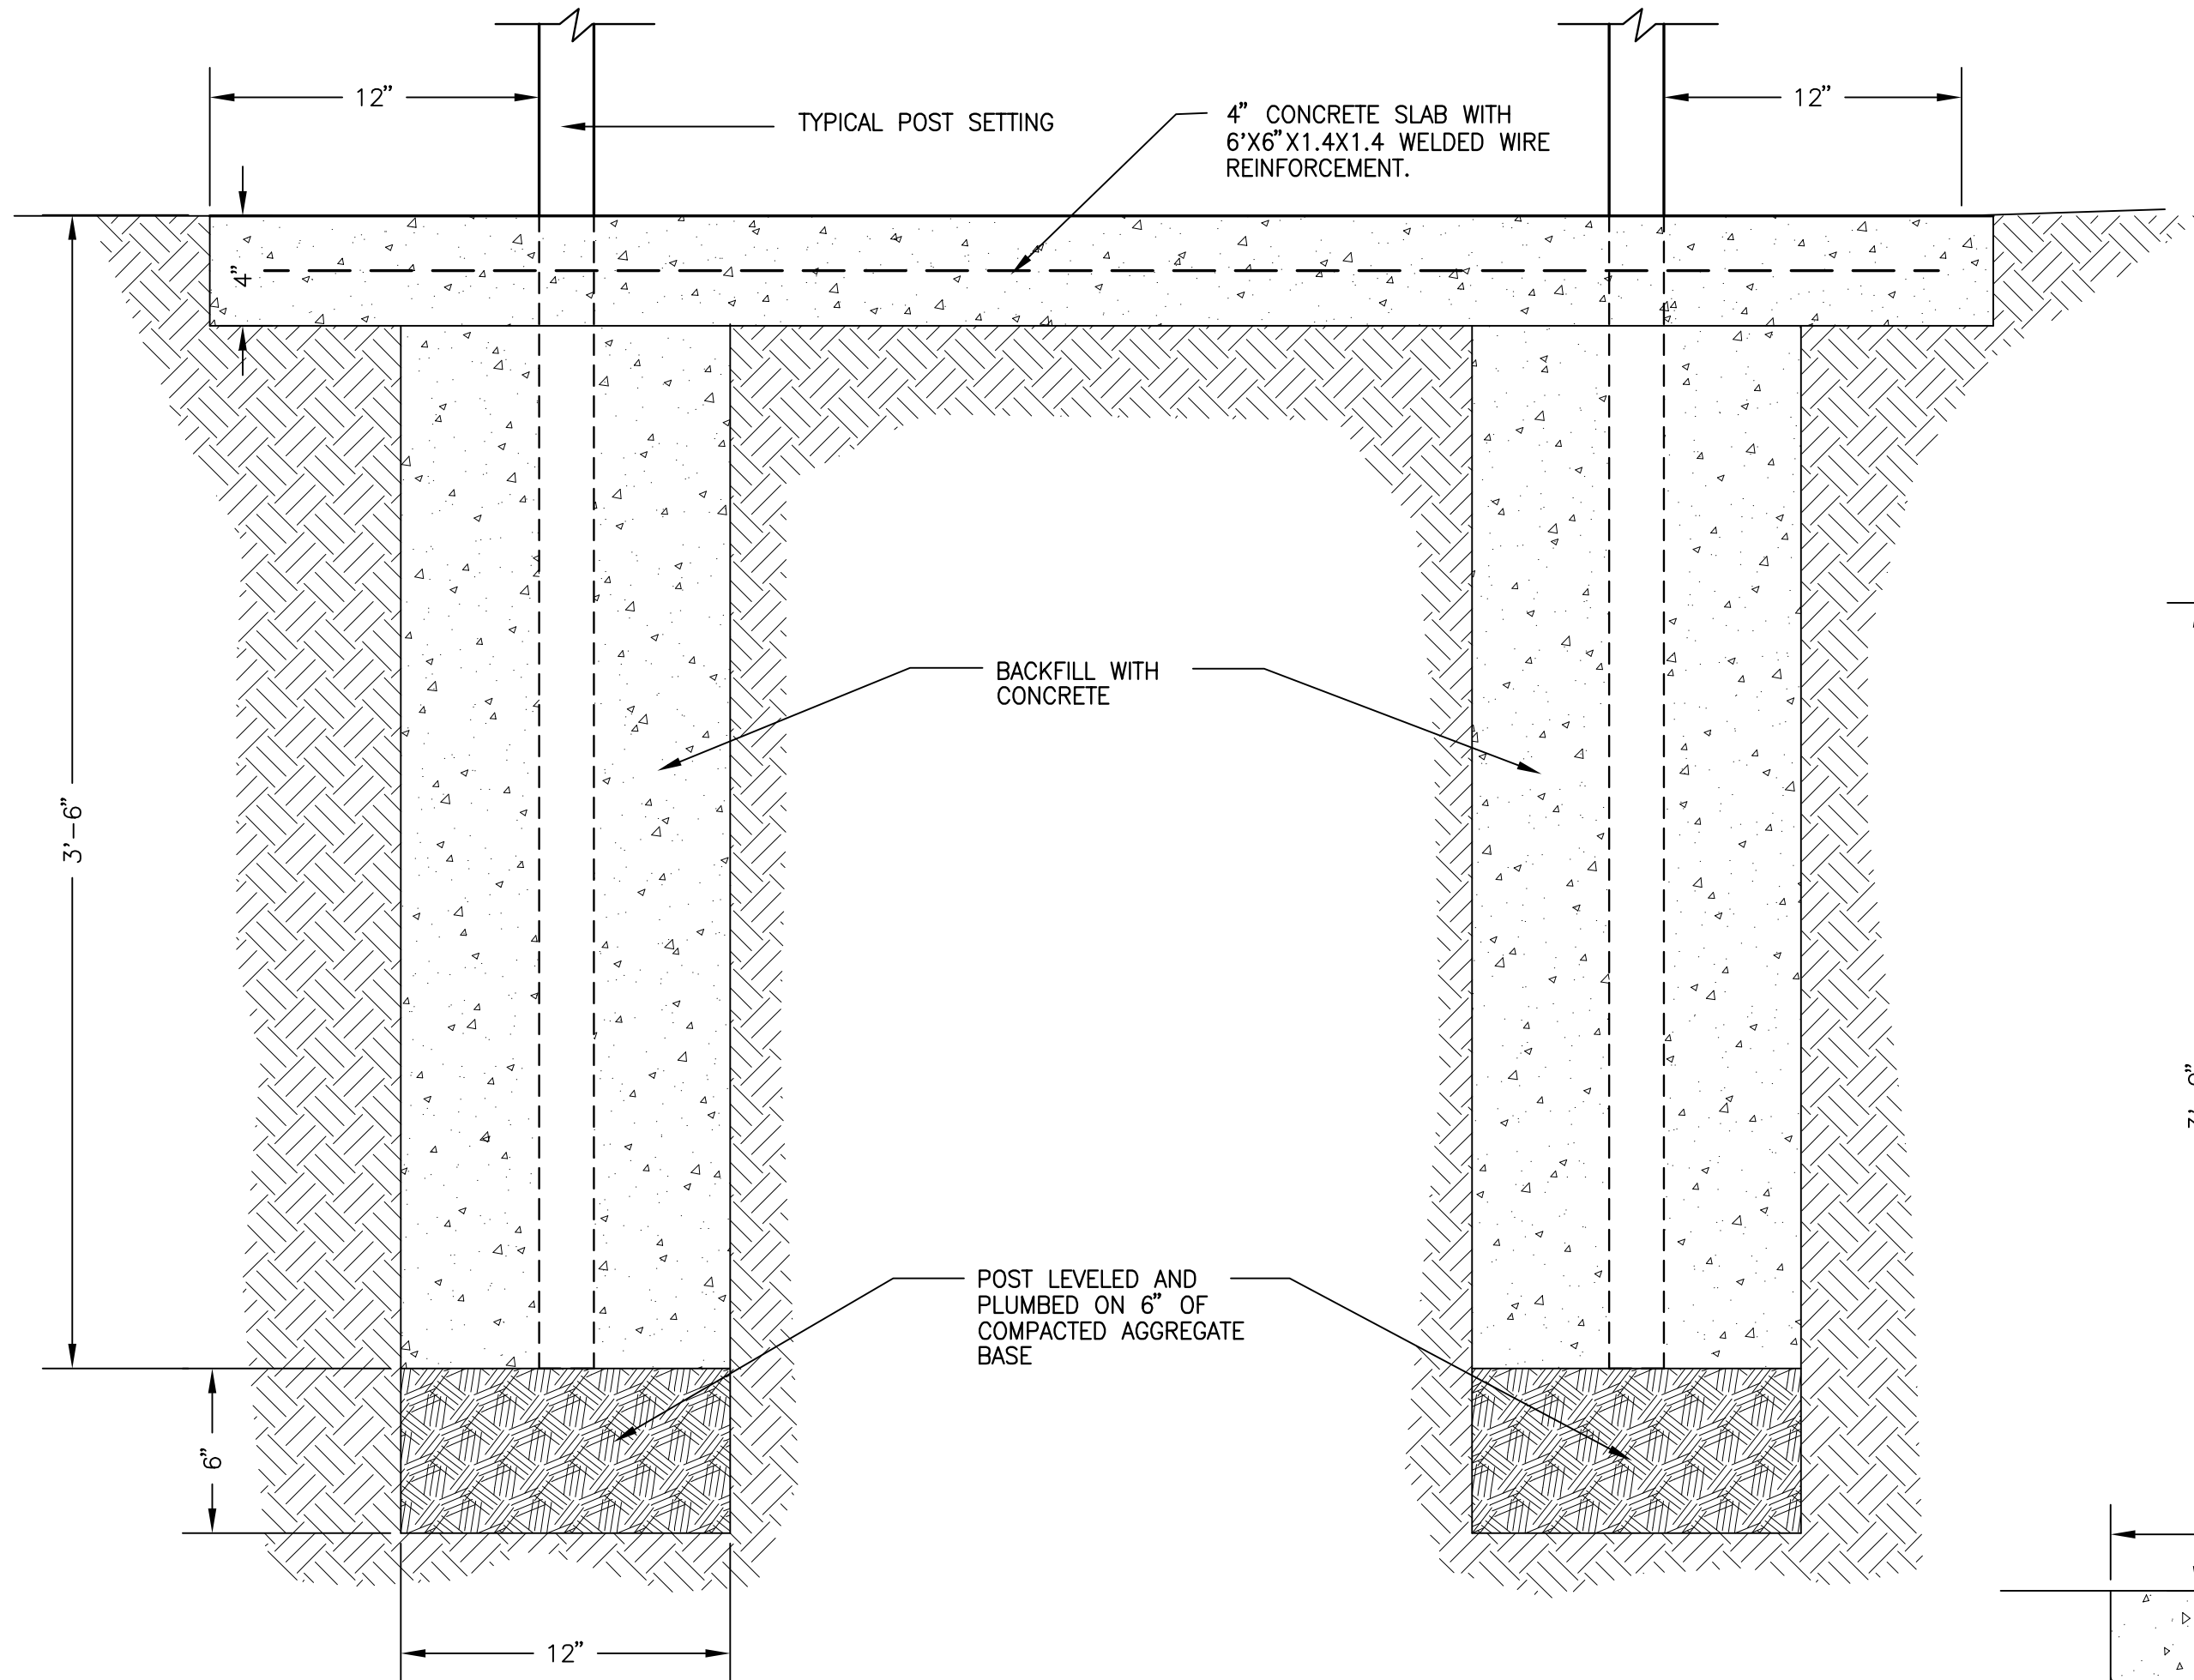 12"
TYPICAL POST SETTING
4" CONCRETE SLAB WITH
6'X6"X1.4X1.4 WELDED WIRE
REINFORCEMENT.
12"
4"
BACKFILL WITH
CONCRETE
3'-6"
POST LEVELED AND
PLUMBED ON 6" OF
COMPACTED AGGREGATE
BASE
6"
12"